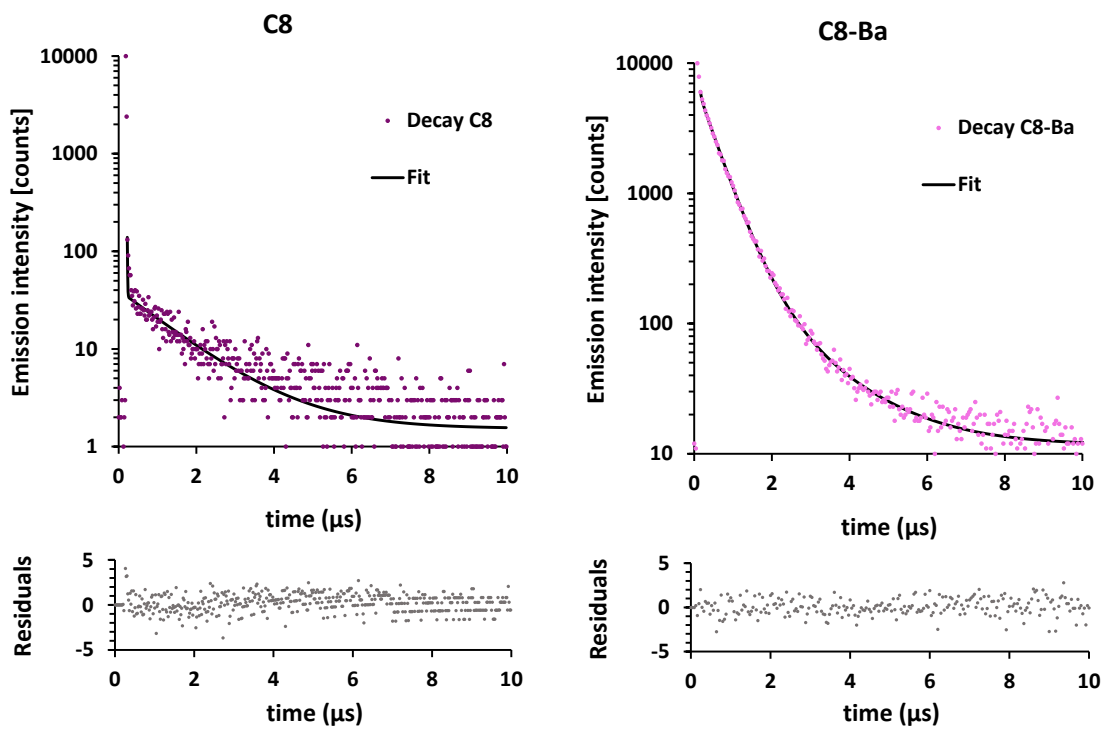 C8
10000
1000
100
10
1
Emission intensity [counts]
Decay C8
Fit
0 2 4 6 8 10
time (µs)
5
0
-5
Residuals
0 2 4 6 8 10
time (µs)
C8-Ba
10000
1000
100
10
Emission intensity [counts]
Decay C8-Ba
Fit
0 2 4 6 8 10
time (µs)
5
0
-5
Residuals
0 2 4 6 8 10
time (µs)